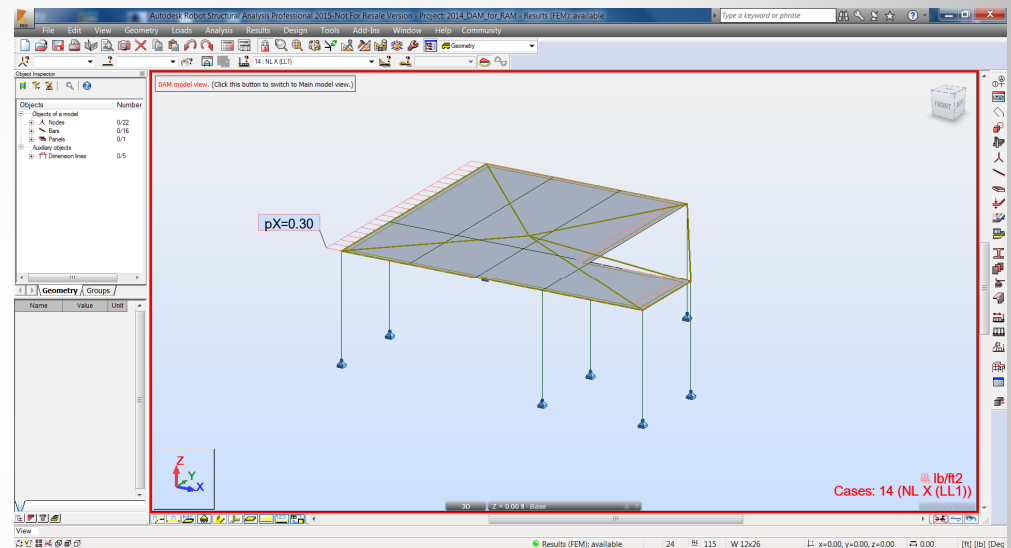 Autodesk Robot Structural Analysis Professional 2015-Not For Resale Version - Project: 2014_DAM_for_RAM - Results (FEM): available
Type a keyword or phrase
PRO
File Edit View Geometry Loads Analysis Results Design Tools Add-Ins Window Help Community
Geometry
14 : NL X (LL1)
Object Inspector
DAM model view. (Click this button to switch to Main model view.)
Objects Number
Objects of a model
Nodes 0/22
Bars 0/16
Panels 0/1
Auxiliary objects
Dimension lines 0/5
FRONT
pX=0.30
Geometry Groups
Name Value Unit
Z
Y
X
lb/ft2
Cases: 14 (NL X (LL1))
3D Z = 0.00 ft - Base
View
Results (FEM): available 24 115 W 12x26 x=0.00, y=0.00, z=0.00 0.00 [ft] [lb] [Deg